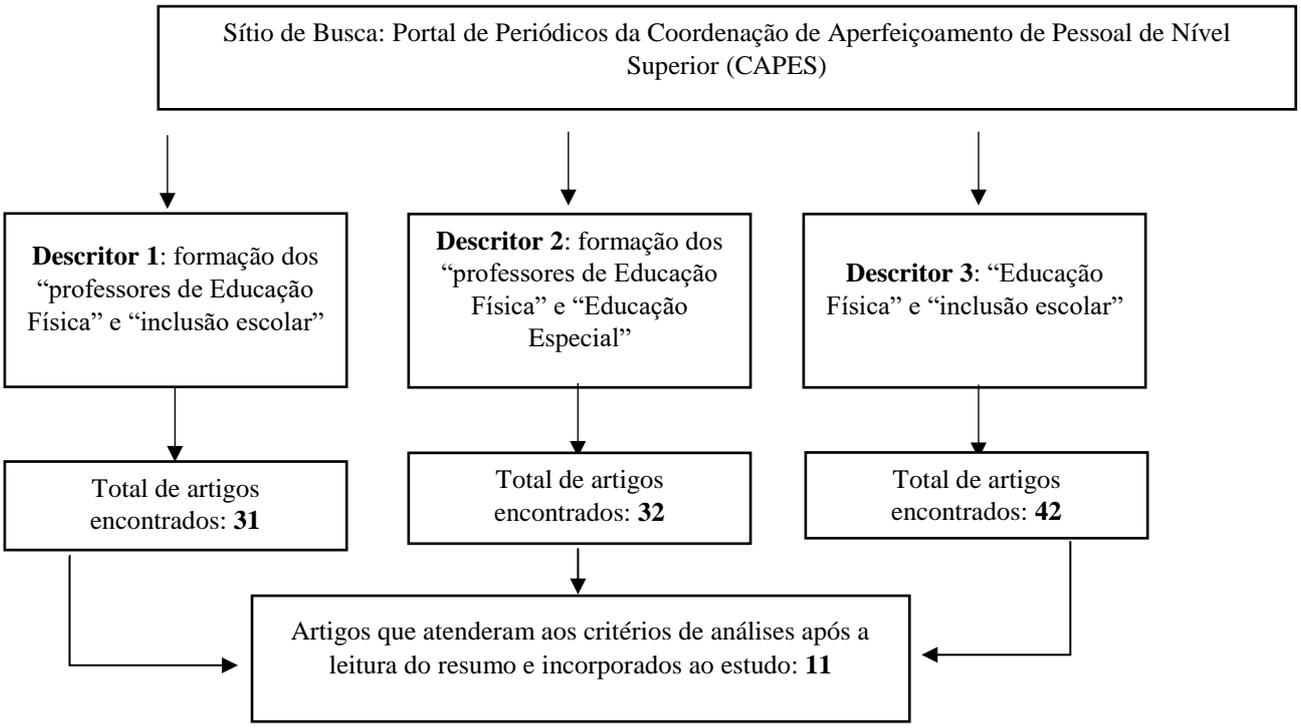 Sítio de Busca: Portal de Periódicos da Coordenação de Aperfeiçoamento de Pessoal de Nível
Superior (CAPES)
Descritor 1: formação dos
“professores de Educação
Física” e “inclusão escolar”
Descritor 2: formação dos
“professores de Educação
Física” e “Educação
Especial”
Descritor 3: “Educação
Física” e “inclusão escolar”
Total de artigos
encontrados: 31
Total de artigos
encontrados: 32
Total de artigos
encontrados: 42
Artigos que atenderam aos critérios de análises após a
leitura do resumo e incorporados ao estudo: 11